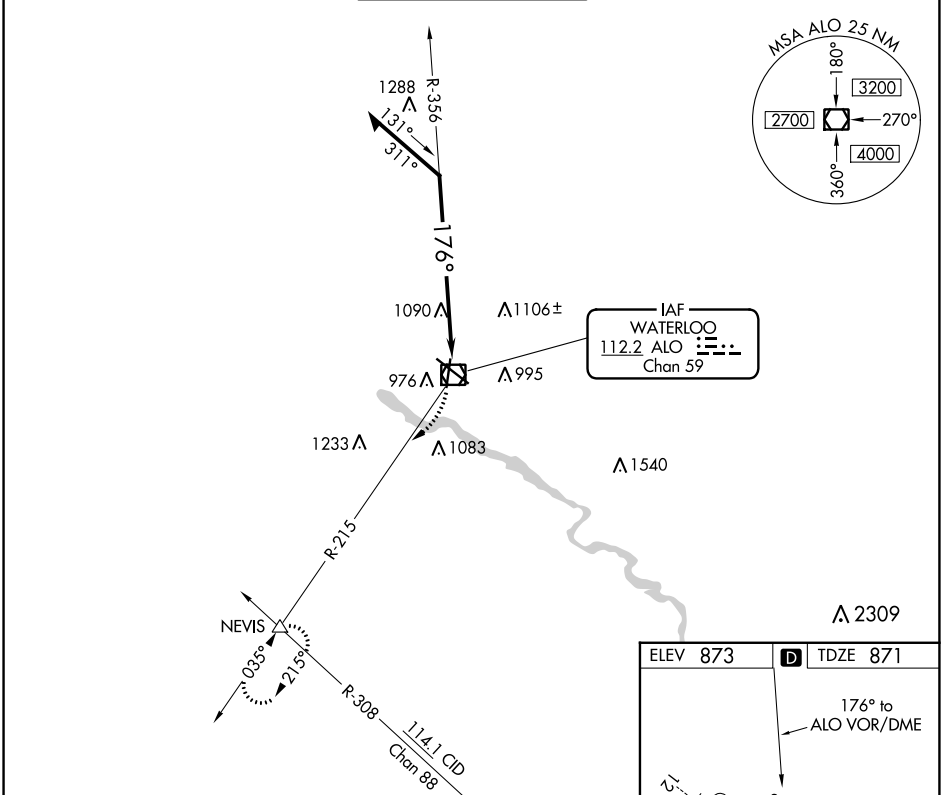 MSA ALO 25 NM
180°
3200
2700
270°
4000
360°
1288
R-356
131°
311°
176°
1090
1106±
IAF
WATERLOO
112.2 ALO
Chan 59
976
995
1233
1083
1540
R-215
NEVIS
035°
215°
R-308
114.1 CID
Chan 88
2309
ELEV 873
D
TDZE 871
176° to
ALO VOR/DME
12